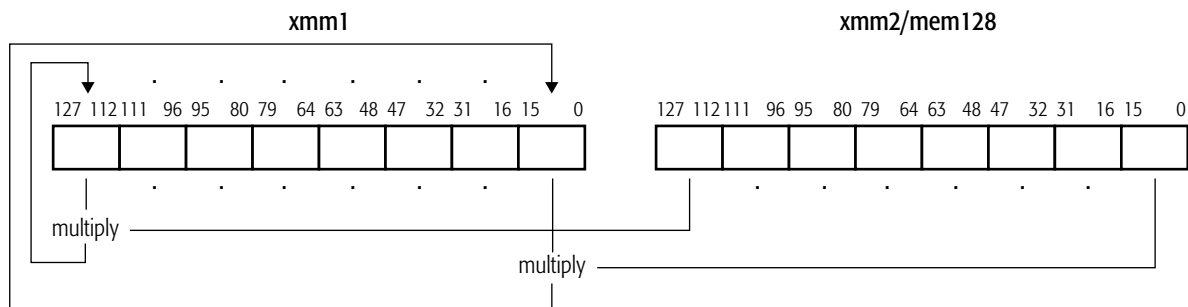 xmm1 xmm2/mem128
. . . . . .
127 112 111 96 95 80 79 64 63 48 47 32 31 16 15 0 127 112 111 96 95 80 79 64 63 48 47 32 31 16 15 0
. . . . . . . . . . . .
multiply
multiply